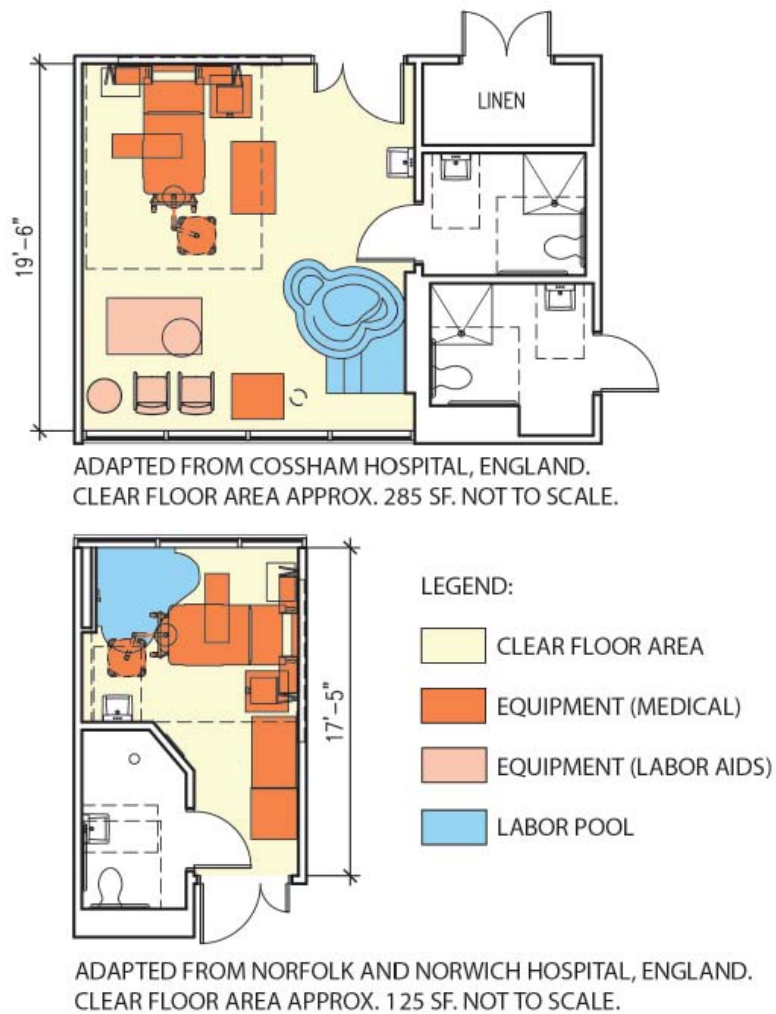 LINEN
19'-6"
ADAPTED FROM COSSHAM HOSPITAL, ENGLAND.
CLEAR FLOOR AREA APPROX. 285 SF. NOT TO SCALE.
17'-5"
LEGEND:
CLEAR FLOOR AREA
EQUIPMENT (MEDICAL)
EQUIPMENT (LABOR AIDS)
LABOR POOL
ADAPTED FROM NORFOLK AND NORWICH HOSPITAL, ENGLAND.
CLEAR FLOOR AREA APPROX. 125 SF. NOT TO SCALE.